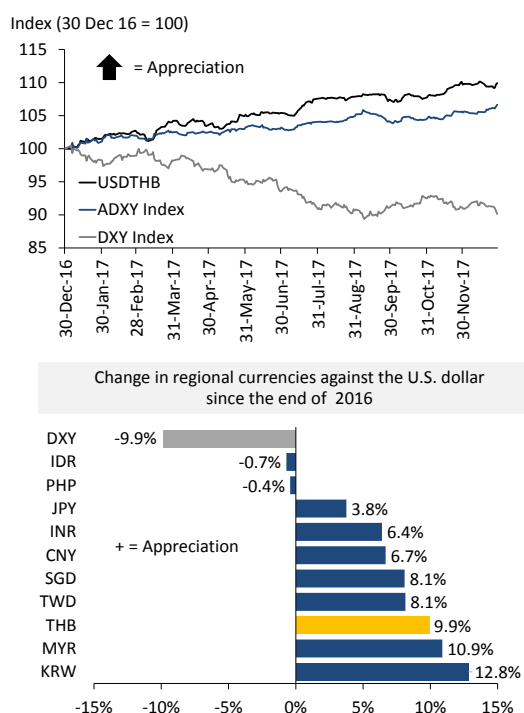 Index (30 Dec 16 = 100)
115
110
105
100
95
90
85
= Appreciation
USDTHB
ADXY Index
DXY Index
30-Dec-16
30-Jan-17
28-Feb-17
31-Mar-17
30-Apr-17
31-May-17
30-Jun-17
31-Jul-17
31-Aug-17
30-Sep-17
31-Oct-17
30-Nov-17
Change in regional currencies against the U.S. dollar
since the end of 2016
DXY -9.9%
IDR -0.7%
PHP -0.4%
JPY 3.8%
INR 6.4%
CNY + = Appreciation 6.7%
SGD 8.1%
TWD 8.1%
THB 9.9%
MYR 10.9%
KRW 12.8%
-15% -10% -5% 0% 5% 10% 15%